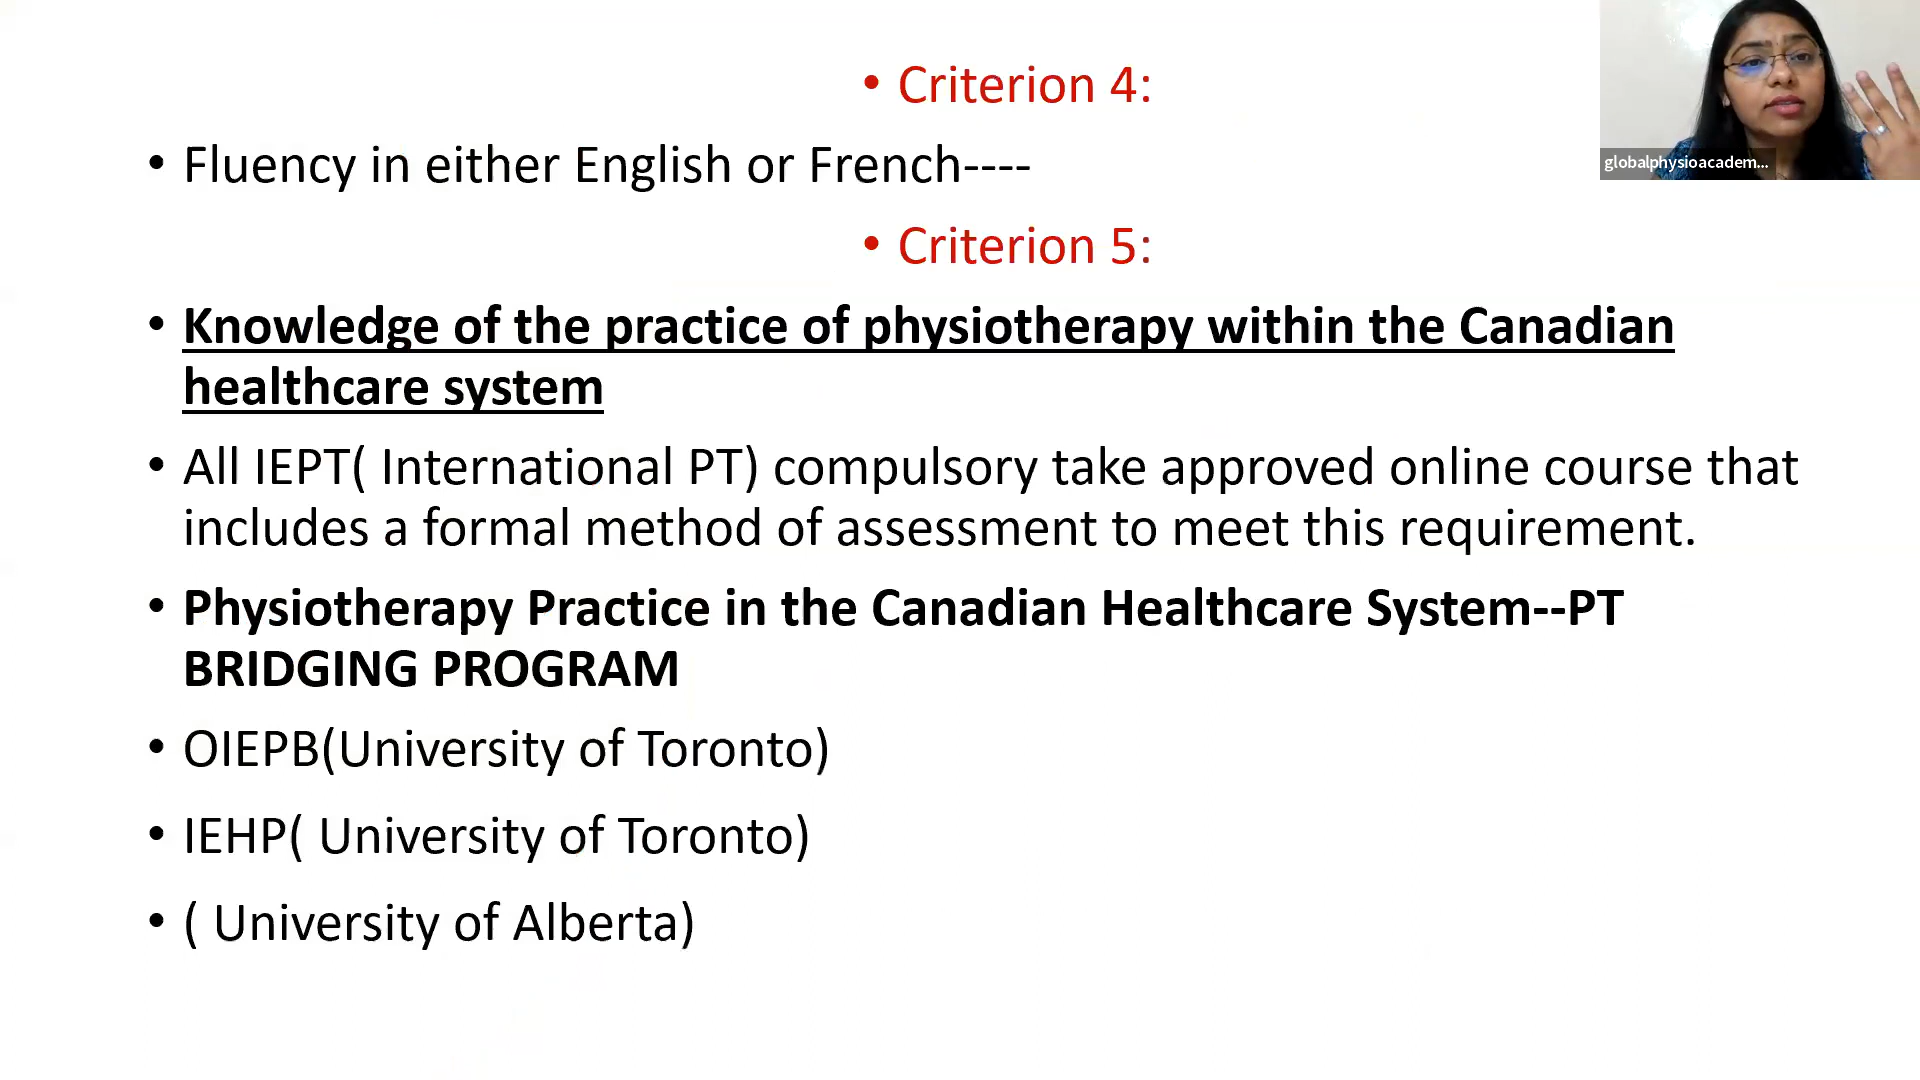 • Criterion 4:
• Fluency in either English or French----
• Criterion 5:
• Knowledge of the practice of physiotherapy within the Canadian
healthcare system
• All IEPT( International PT) compulsory take approved online course that
includes a formal method of assessment to meet this requirement.
• Physiotherapy Practice in the Canadian Healthcare System--PT
BRIDGING PROGRAM
• OIEPB(University of Toronto)
• IEHP( University of Toronto)
• ( University of Alberta)
globalphysioacadem...